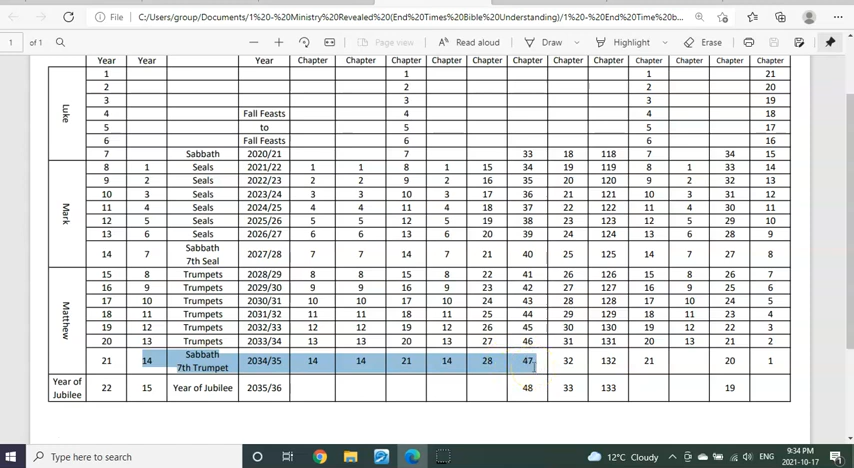 File C:/Users/group/Documents/1%20-%20Ministry%20Revealed(End%20Times%20Bible%20Understanding)/1%20-%20End%20Time%20b...
1 of 1 Page view Read aloud Draw Highlight Erase
Year Year Year Chapter Chapter Chapter Chapter Chapter Chapter Chapter Chapter Chapter Chapter Chapter Chapter
Luke
1 1 1 21
2 2 2 20
3 3 3 19
4 Fall Feasts 4 4 18
5 to 5 5 17
6 Fall Feasts 6 6 16
7 Sabbath 2020/21 7 33 18 118 7 34 15
Mark
8 1 Seals 2021/22 1 1 8 1 15 34 19 119 8 1 33 14
9 2 Seals 2022/23 2 2 9 2 16 35 20 120 9 2 32 13
10 3 Seals 2023/24 3 3 10 3 17 36 21 121 10 3 31 12
11 4 Seals 2024/25 4 4 11 4 18 37 22 122 11 4 30 11
12 5 Seals 2025/26 5 5 12 5 19 38 23 123 12 5 29 10
13 6 Seals 2026/27 6 6 13 6 20 39 24 124 13 6 28 9
14 7 Sabbath 2027/28 7 7 14 7 21 40 25 125 14 7 27 8
7th Seal
Matthew
15 8 Trumpets 2028/29 8 8 15 8 22 41 26 126 15 8 26 7
16 9 Trumpets 2029/30 9 9 16 9 23 42 27 127 16 9 25 6
17 10 Trumpets 2030/31 10 10 17 10 24 43 28 128 17 10 24 5
18 11 Trumpets 2031/32 11 11 18 11 25 44 29 129 18 11 23 4
19 12 Trumpets 2032/33 12 12 19 12 26 45 30 130 19 12 22 3
20 13 Trumpets 2033/34 13 13 20 13 27 46 31 131 20 13 21 2
21 14 Sabbath 2034/35 14 14 21 14 28 47 32 132 21 20 1
7th Trumpet
Year of
Jubilee
22 15 Year of Jubilee 2035/36 48 33 133 19
Type here to search
12°C Cloudy ENG
9:34 PM
2021-10-17